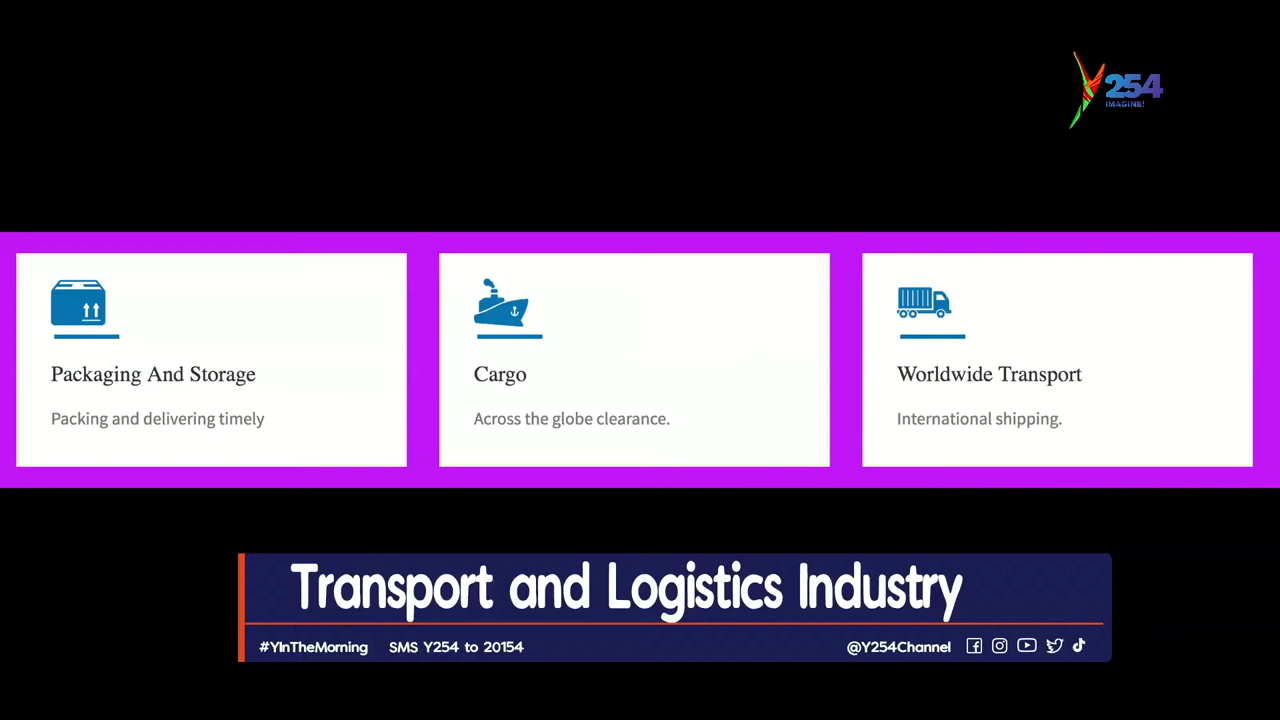 Y254
IMAGINE!
Packaging And Storage
Packing and delivering timely
Cargo
Across the globe clearance.
Worldwide Transport
International shipping.
Transport and Logistics Industry
#YInTheMorning SMS Y254 to 20154 @Y254Channel